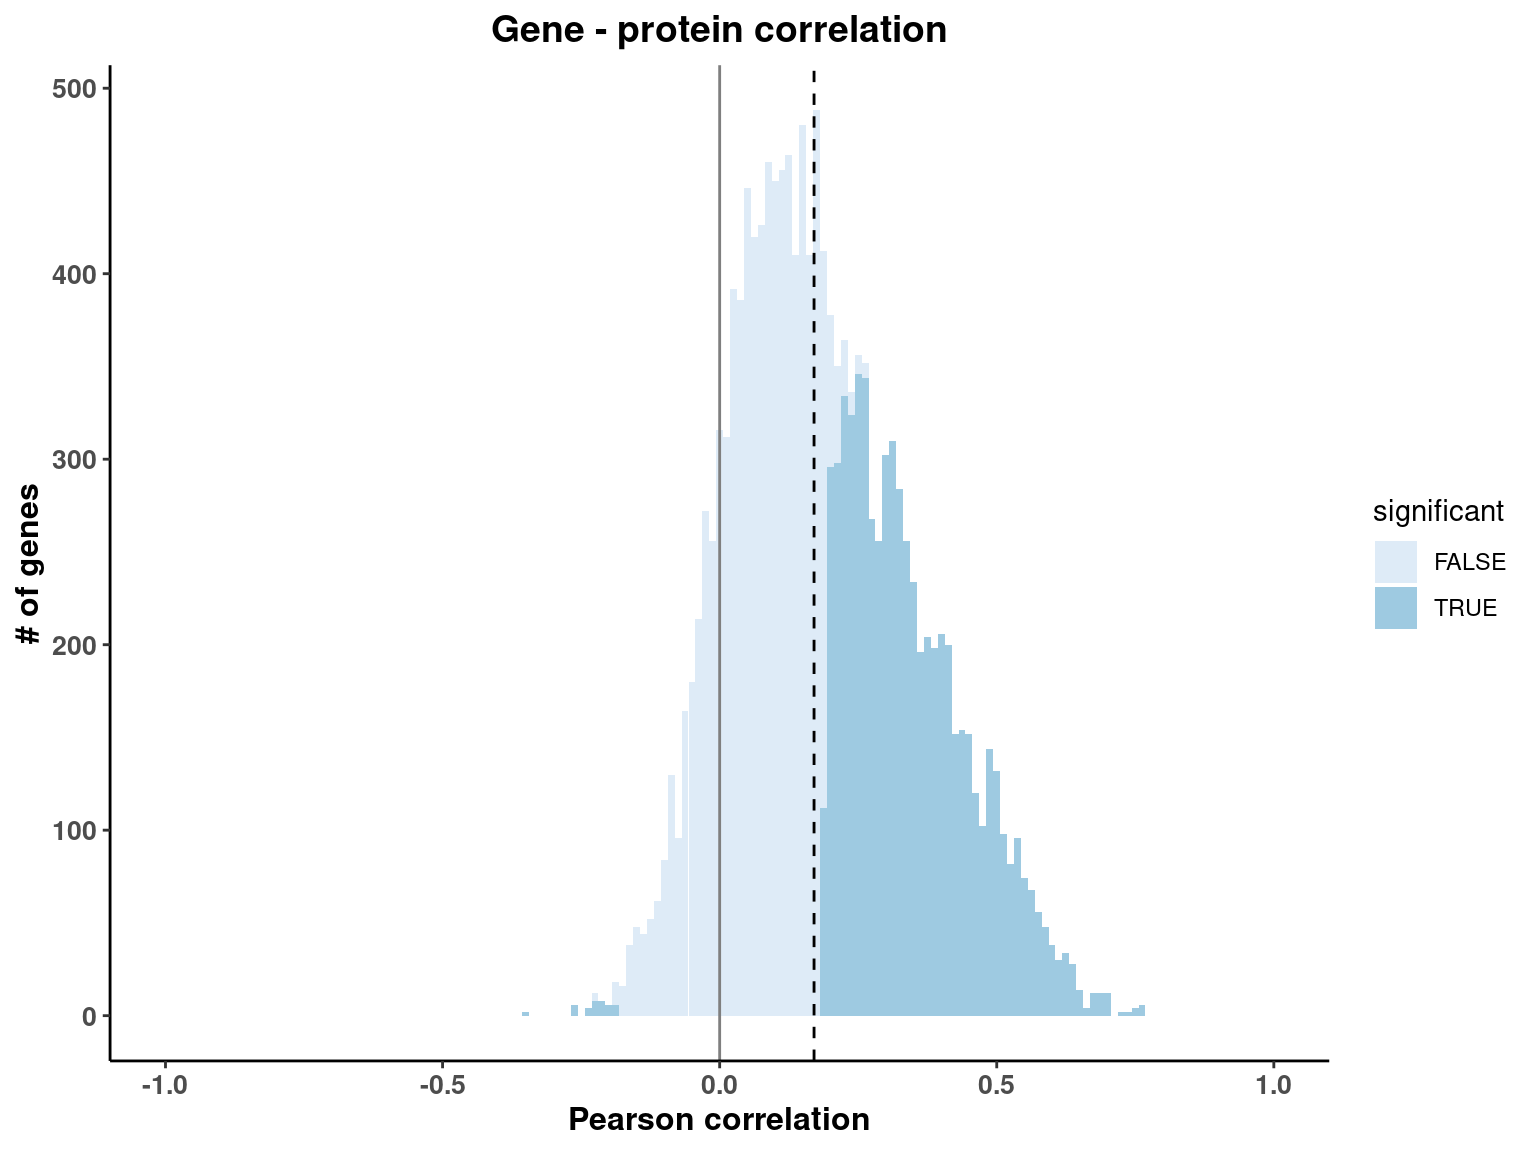 Gene - protein correlation
500
400
300
200
100
0
# of genes
-1.0
-0.5
0.0
0.5
1.0
Pearson correlation
significant
FALSE
TRUE